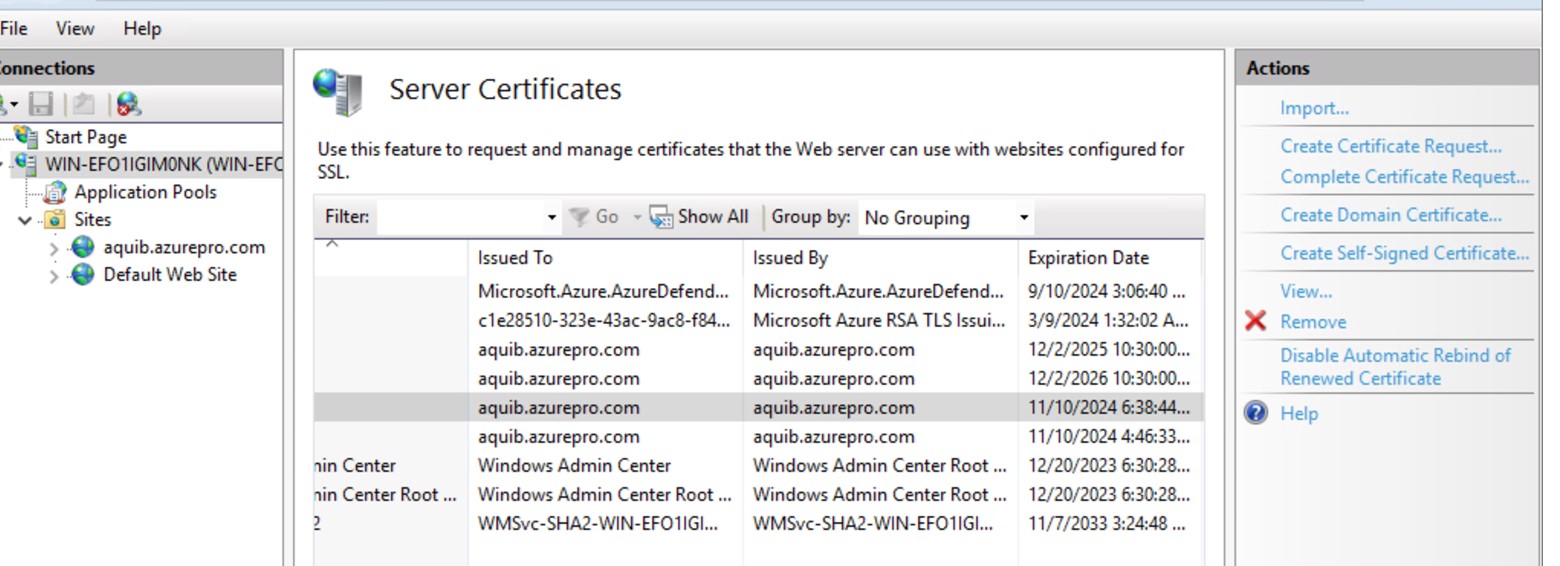 File View Help
Connections
Start Page
WIN-EFO1IGIM0NK (WIN-EFO
Application Pools
Sites
aquib.azurepro.com
Default Web Site
Server Certificates
Use this feature to request and manage certificates that the Web server can use with websites configured for
SSL.
Filter: Go Show All Group by: No Grouping
Issued To Issued By Expiration Date
Microsoft.Azure.AzureDefend... Microsoft.Azure.AzureDefend... 9/10/2024 3:06:40 ...
c1e28510-323e-43ac-9ac8-f84... Microsoft Azure RSA TLS Issui... 3/9/2024 1:32:02 A...
aquib.azurepro.com aquib.azurepro.com 12/2/2025 10:30:00...
aquib.azurepro.com aquib.azurepro.com 12/2/2026 10:30:00...
aquib.azurepro.com aquib.azurepro.com 11/10/2024 6:38:44...
aquib.azurepro.com aquib.azurepro.com 11/10/2024 4:46:33...
nin Center Windows Admin Center Windows Admin Center Root ... 12/20/2023 6:30:28...
nin Center Root ... Windows Admin Center Root ... Windows Admin Center Root ... 12/20/2023 6:30:28...
2 WMSvc-SHA2-WIN-EFO1IGI... WMSvc-SHA2-WIN-EFO1IGI... 11/7/2033 3:24:48 ...
Actions
Import...
Create Certificate Request...
Complete Certificate Request...
Create Domain Certificate...
Create Self-Signed Certificate...
View...
Remove
Disable Automatic Rebind of
Renewed Certificate
Help